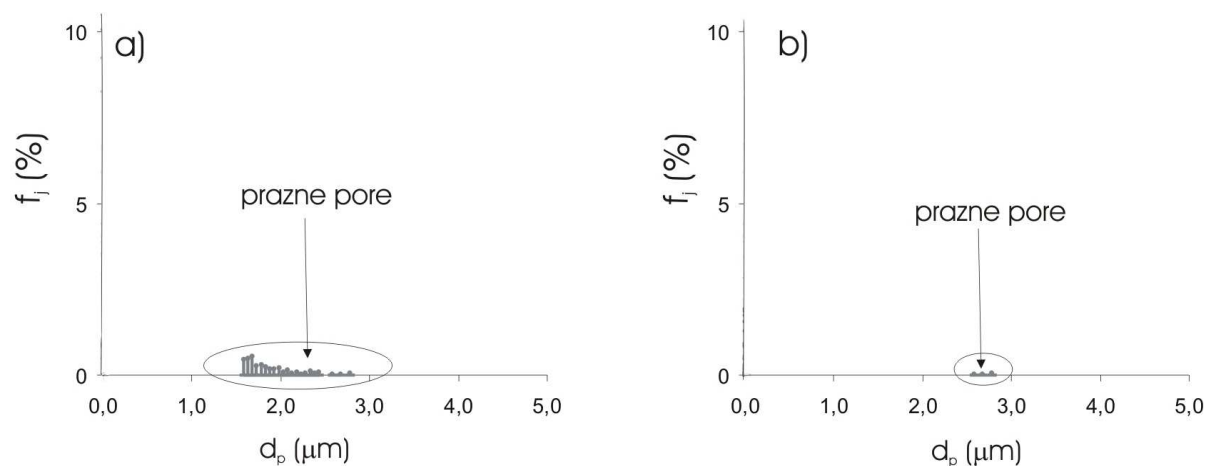 a)
10
5
0
f_j (%)
prazne pore
0,0 1,0 2,0 3,0 4,0 5,0
d_p (μm)
b)
10
5
0
f_j (%)
prazne pore
0,0 1,0 2,0 3,0 4,0 5,0
d_p (μm)